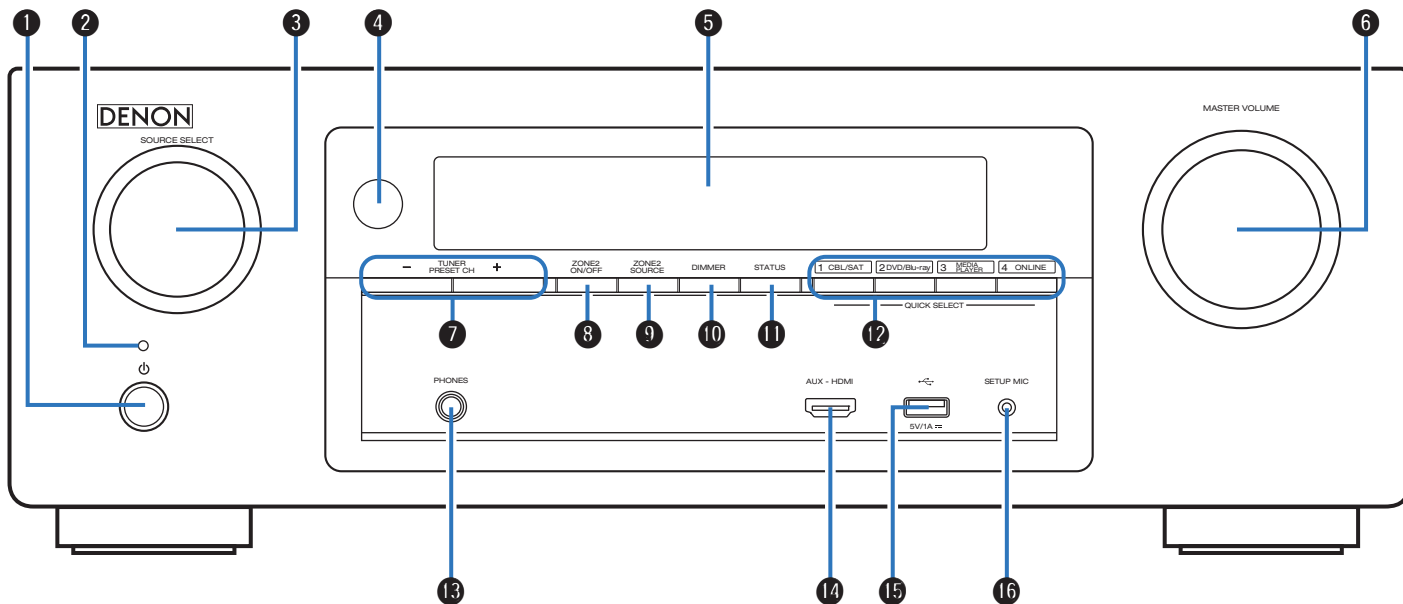 1 2 3 4 5 6
DENON
SOURCE SELECT
MASTER VOLUME
− TUNER PRESET CH +
ZONE2 ON/OFF
ZONE2 SOURCE
DIMMER
STATUS
1 CBL/SAT
2 DVD/Blu-ray
3 MEDIA PLAYER
4 ONLINE
QUICK SELECT
7 8 9 10 11 12
PHONES
AUX - HDMI
5V/1A
SETUP MIC
13 14 15 16